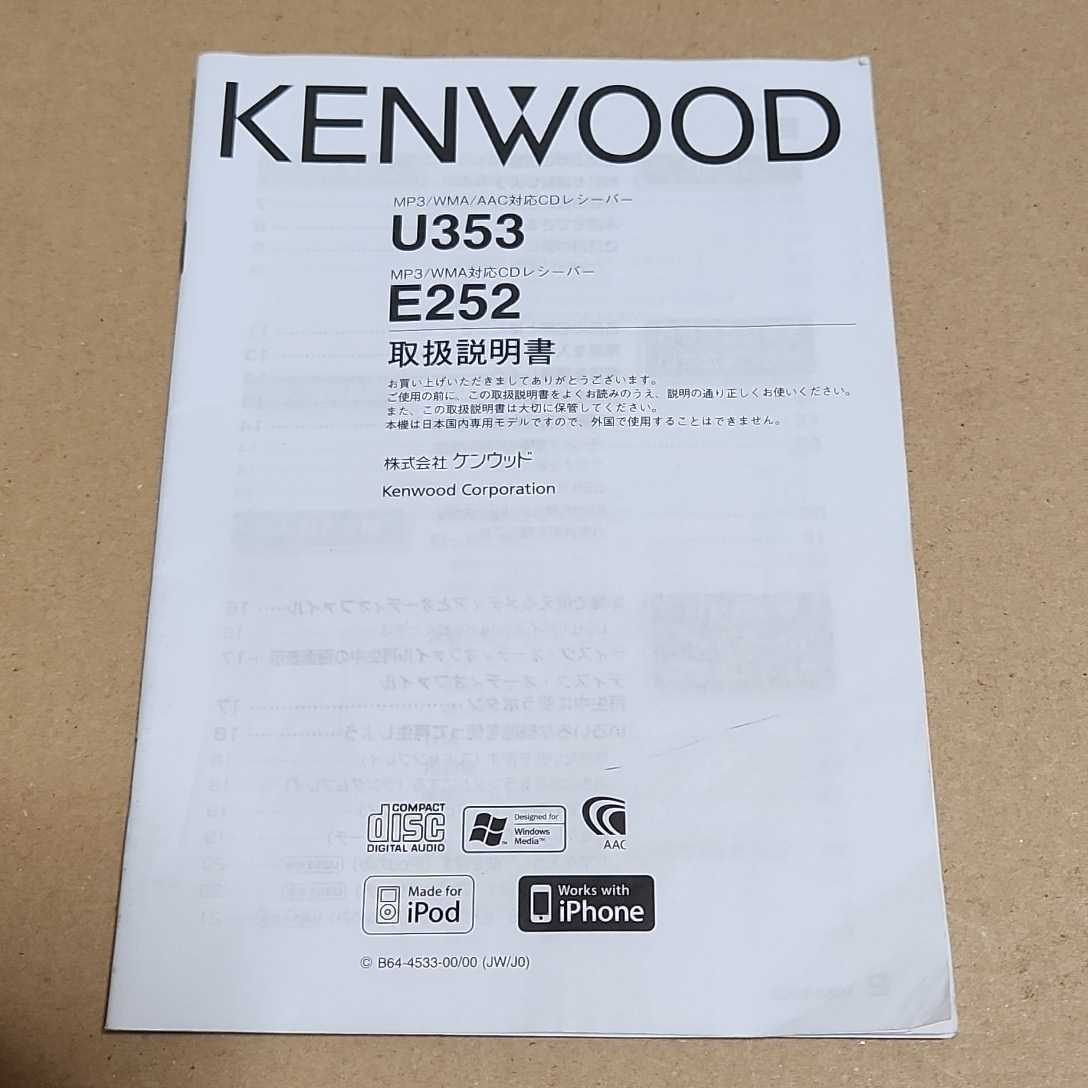 KENWOOD
MP3/WMA/AAC対応CDレシーバー
U353
MP3/WMA対応CDレシーバー
E252
取扱説明書
お買い上げいただきましてありがとうございます。
ご使用の前に、この取扱説明書をよくお読みのうえ、説明の通り正しくお使いください。
また、この取扱説明書は大切に保管してください。
本機は日本国内専用モデルですので、外国で使用することはできません。
株式会社 ケンウッド
Kenwood Corporation
COMPACT
disc
DIGITAL AUDIO
Designed for
Windows
Media™
AAC
Made for
iPod
Works with
iPhone
© B64-4533-00/00 (JW/J0)